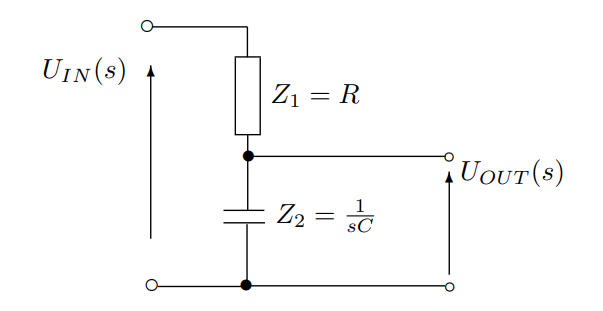 U_{IN}(s)
Z_1 = R
U_{OUT}(s)
Z_2 = \frac{1}{sC}